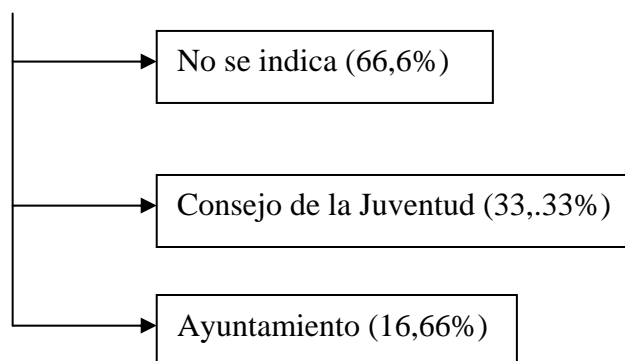 No se indica (66,6%)
Consejo de la Juventud (33,.33%)
Ayuntamiento (16,66%)